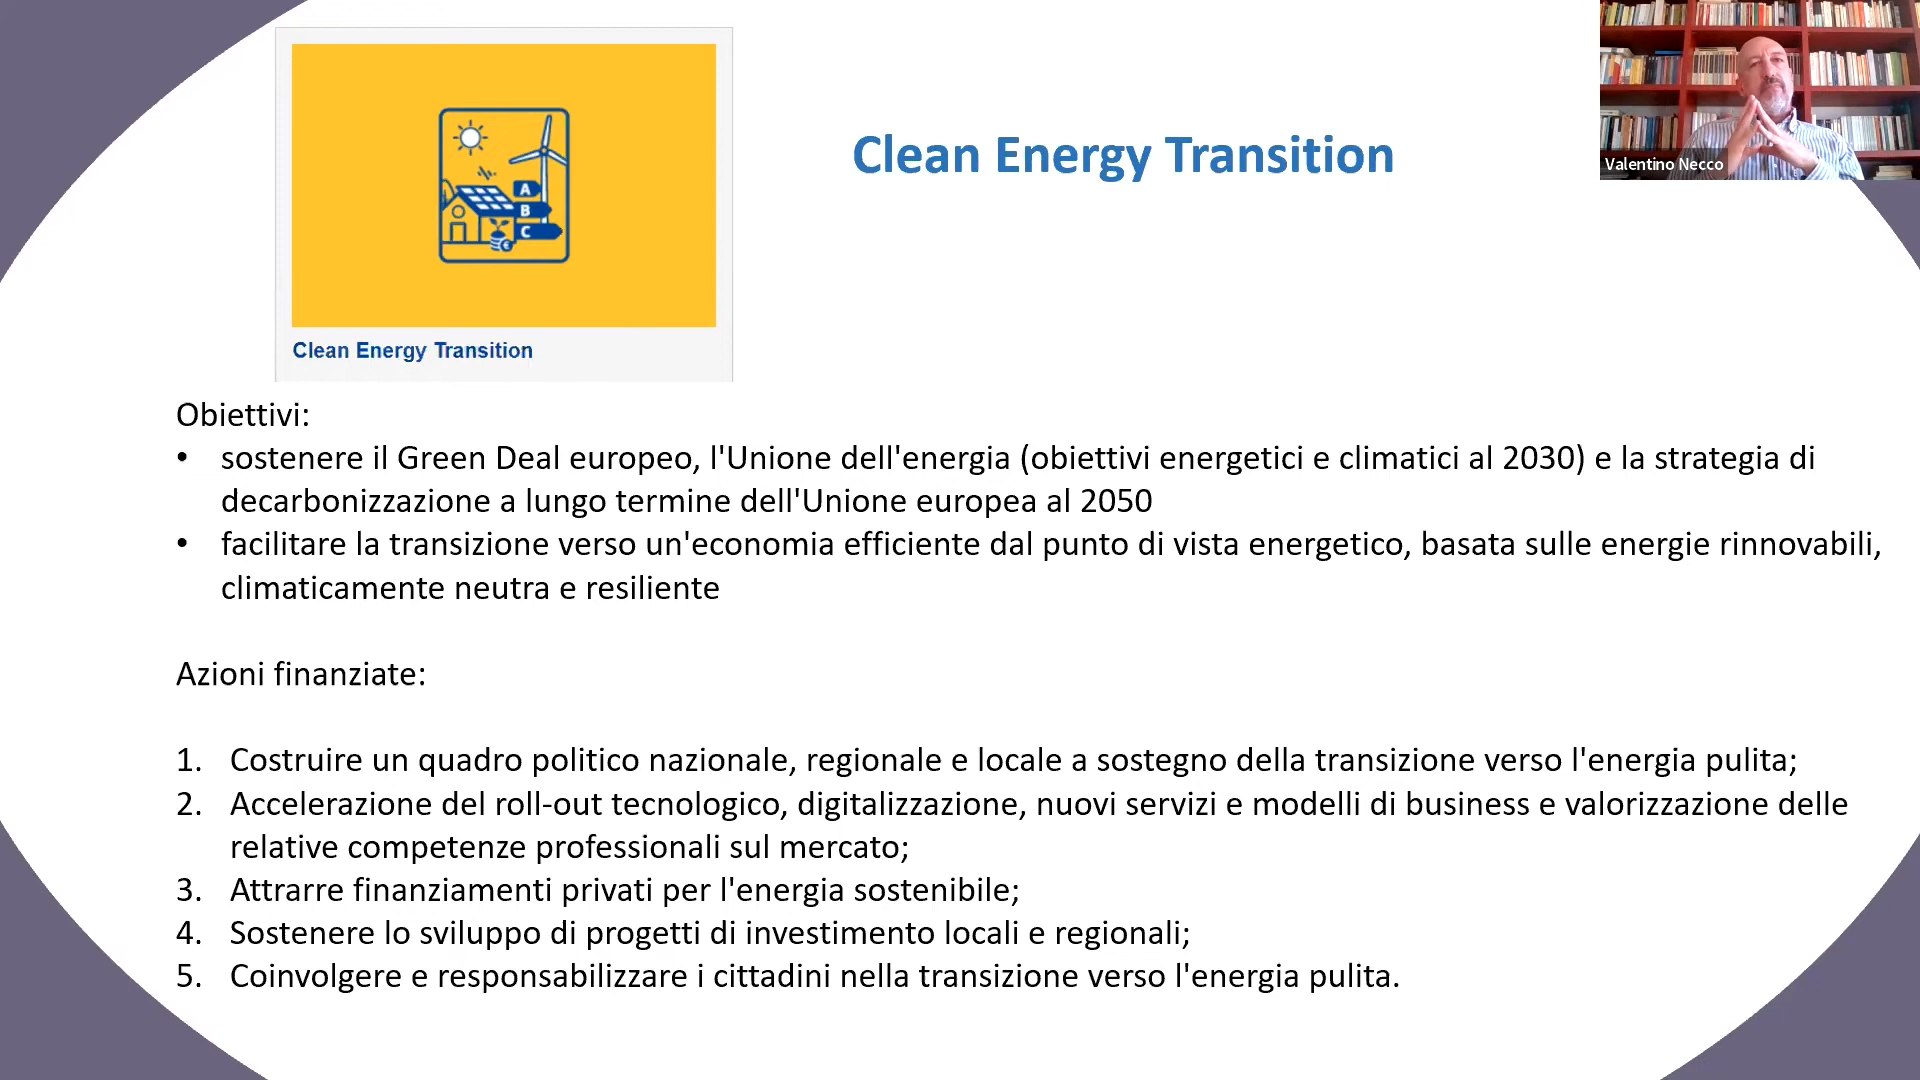 Clean Energy Transition
Valentino Necco
A
B
C
€
Clean Energy Transition
Obiettivi:
• sostenere il Green Deal europeo, l'Unione dell'energia (obiettivi energetici e climatici al 2030) e la strategia di
decarbonizzazione a lungo termine dell'Unione europea al 2050
• facilitare la transizione verso un'economia efficiente dal punto di vista energetico, basata sulle energie rinnovabili,
climaticamente neutra e resiliente
Azioni finanziate:
1. Costruire un quadro politico nazionale, regionale e locale a sostegno della transizione verso l'energia pulita;
2. Accelerazione del roll-out tecnologico, digitalizzazione, nuovi servizi e modelli di business e valorizzazione delle
relative competenze professionali sul mercato;
3. Attrarre finanziamenti privati per l'energia sostenibile;
4. Sostenere lo sviluppo di progetti di investimento locali e regionali;
5. Coinvolgere e responsabilizzare i cittadini nella transizione verso l'energia pulita.